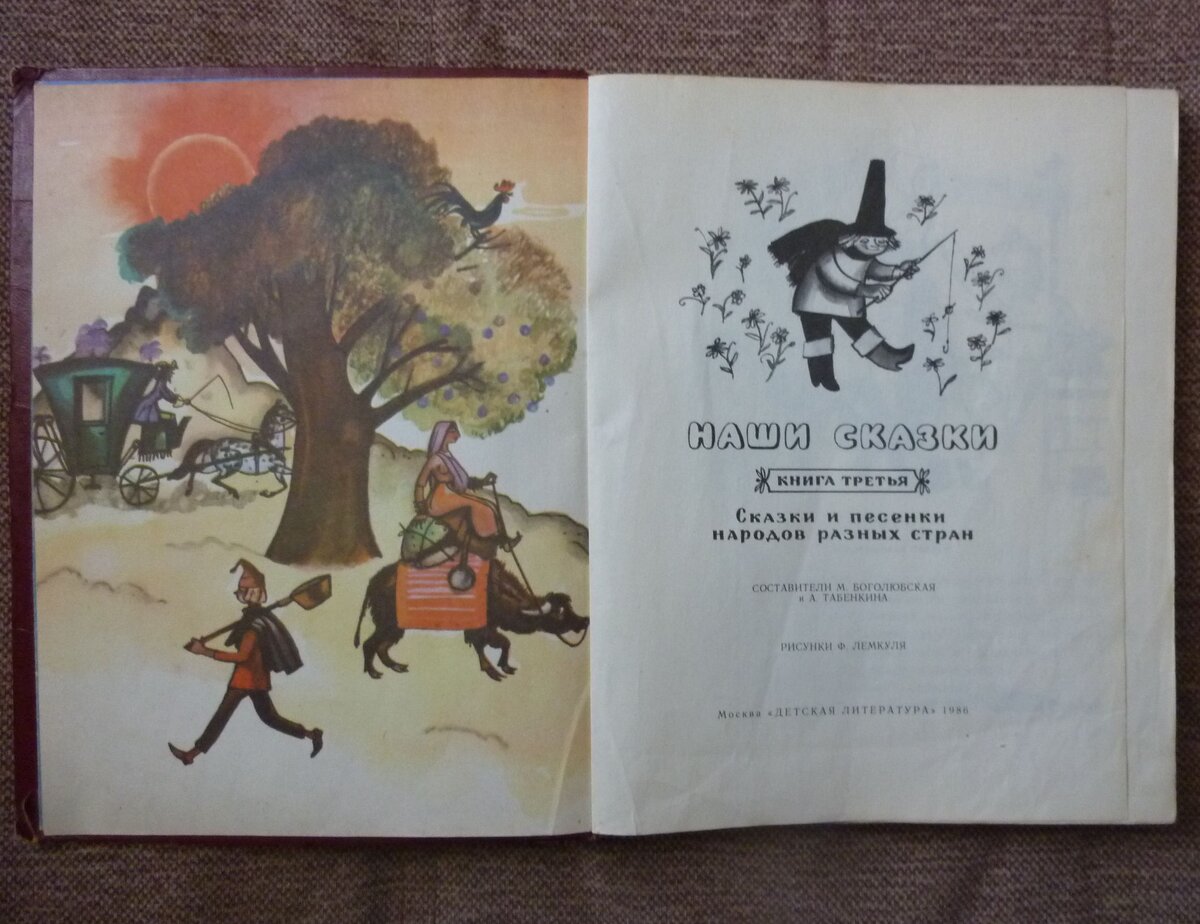 НАШИ СКАЗКИ
КНИГА ТРЕТЬЯ
Сказки и песенки
народов разных стран
СОСТАВИТЕЛИ М. БОГОЛЮБСКАЯ
и А. ТАБЕНКИНА
РИСУНКИ Ф. ЛЕМКУЛЯ
Москва «ДЕТСКАЯ ЛИТЕРАТУРА» 1986